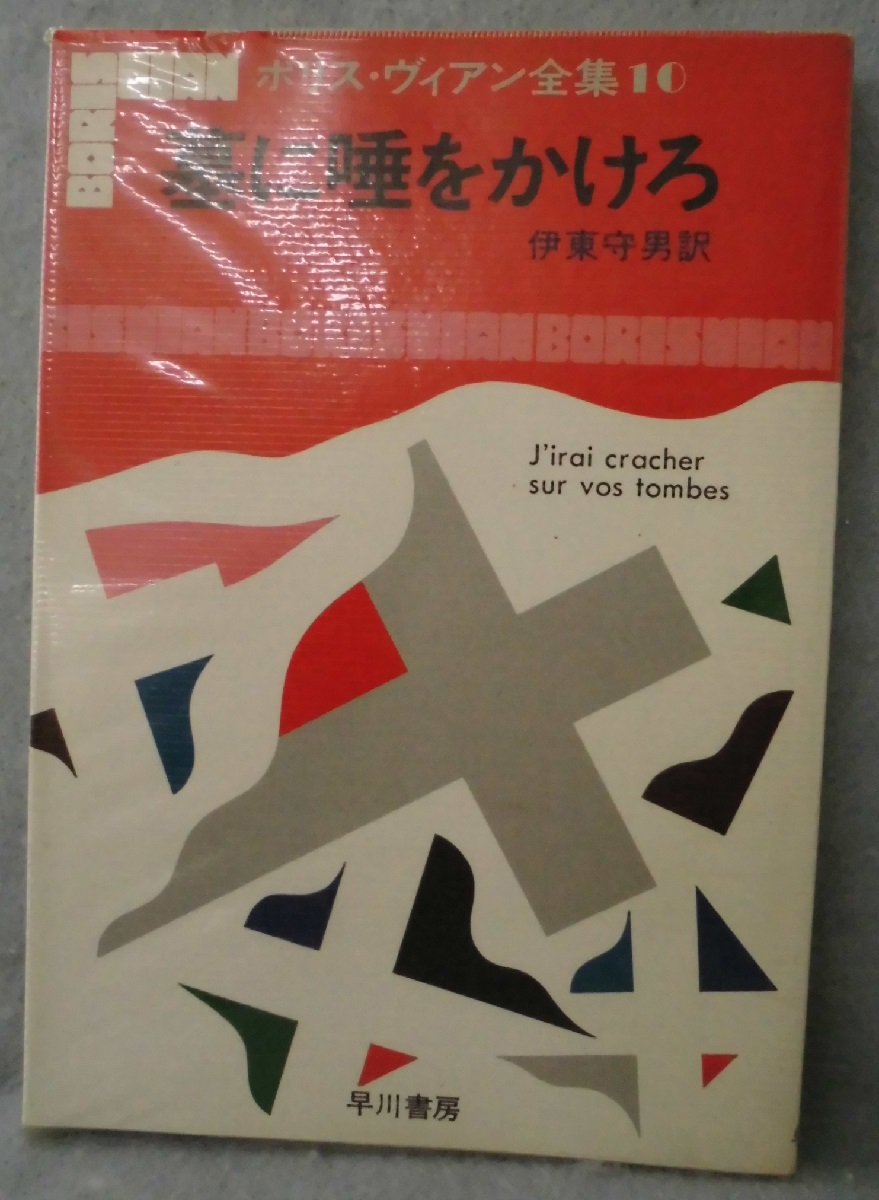 BORIS VIAN
ボリス・ヴィアン全集10
墓に唾をかけろ
伊東守男訳
RIS VIAN BORIS VIAN BORIS VIAN
J'irai cracher
sur vos tombes
早川書房